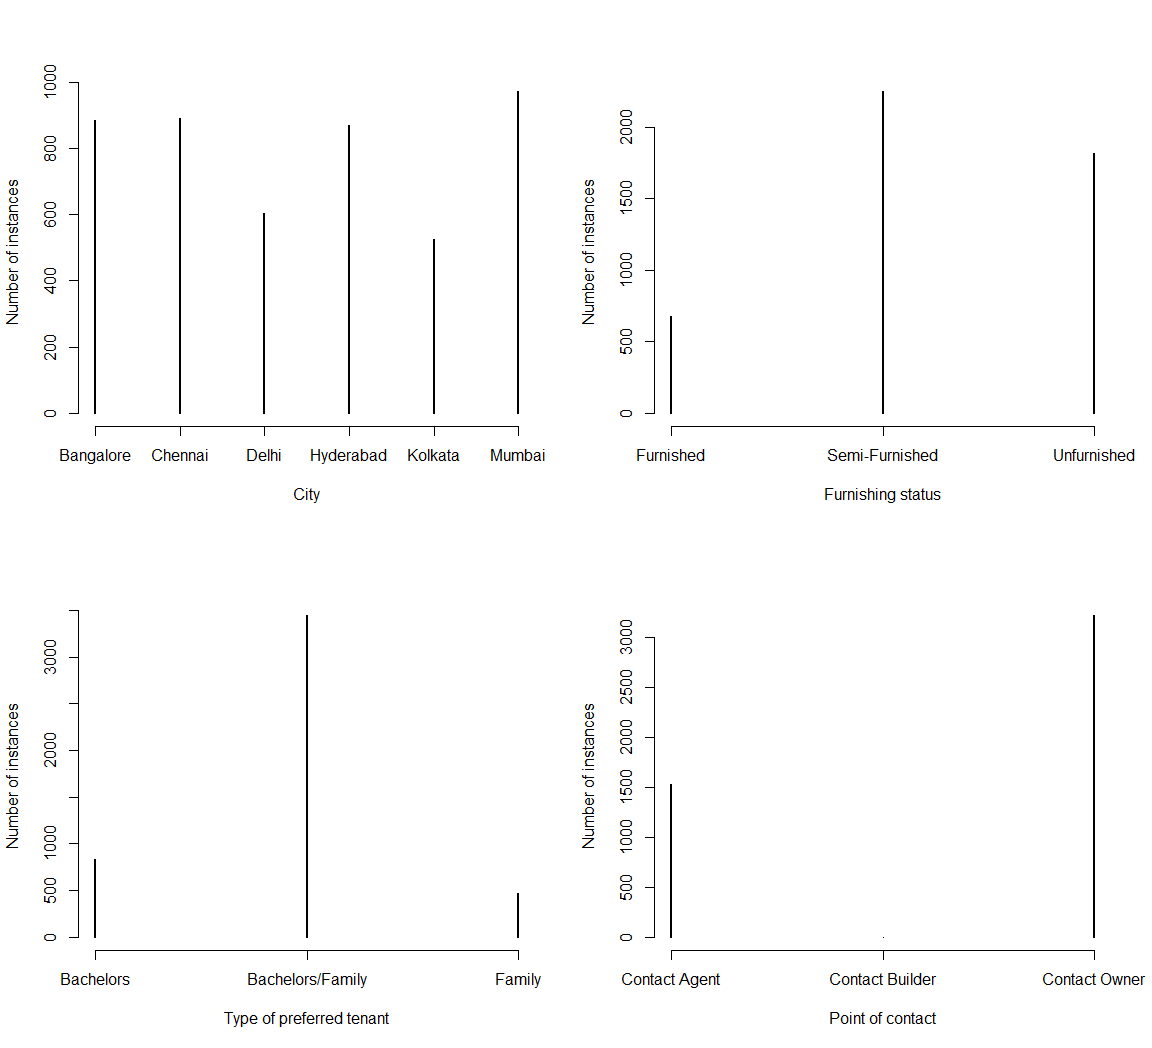 Number of instances
0 200 400 600 800 1000
Bangalore Chennai Delhi Hyderabad Kolkata Mumbai
City
Number of instances
0 500 1000 1500 2000
Furnished Semi-Furnished Unfurnished
Furnishing status
Number of instances
0 500 1000 2000 3000
Bachelors Bachelors/Family Family
Type of preferred tenant
Number of instances
0 500 1000 1500 2000 2500 3000
Contact Agent Contact Builder Contact Owner
Point of contact